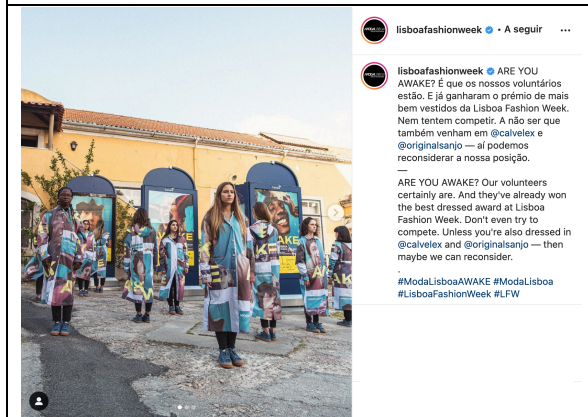 lisboafashionweek • A seguir
lisboafashionweek ARE YOU
AWAKE? É que os nossos voluntários
estão. E já ganharam o prémio de mais
bem vestidos da Lisboa Fashion Week.
Nem tentem competir. A não ser que
também venham em @calvelex e
@originalsanjo — aí podemos
reconsiderar a nossa posição.
—
ARE YOU AWAKE? Our volunteers
certainly are. And they've already won
the best dressed award at Lisboa
Fashion Week. Don't even try to
compete. Unless you're also dressed in
@calvelex and @originalsanjo — then
maybe we can reconsider.
.
#ModaLisboaAWAKE #ModaLisboa
#LisboaFashionWeek #LFW